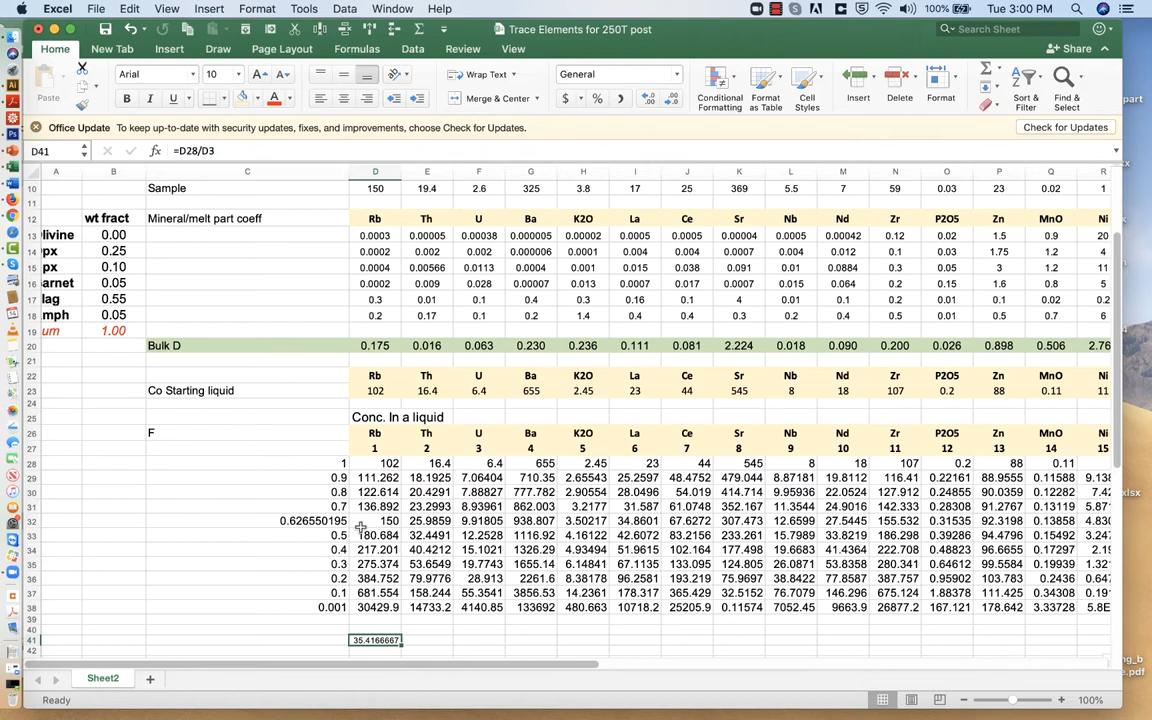 Excel File Edit View Insert Format Tools Data Window Help 100% Tue 3:00 PM
Trace Elements for 250T post Search Sheet
Home New Tab Insert Draw Page Layout Formulas Data Review View Share
Paste Arial 10 A A Wrap Text General Conditional Formatting Format as Table Cell Styles Insert Delete Format Sort & Filter Find & Select
B I U A Merge & Center $ %
Office Update To keep up-to-date with security updates, fixes, and improvements, choose Check for Updates. Check for Updates
D41 fx =D28/D3
A B C D E F G H I J K L M N O P Q R
10 Sample 150 19.4 2.6 325 3.8 17 25 369 5.5 7 59 0.03 23 0.02 1
11
12 wt fract Mineral/melt part coeff Rb Th U Ba K2O La Ce Sr Nb Nd Zr P2O5 Zn MnO Ni
13 livine 0.00 0.0003 0.00005 0.00038 0.000005 0.00002 0.0005 0.0005 0.00004 0.0005 0.00042 0.12 0.02 1.5 0.9 20
14 px 0.25 0.0002 0.002 0.002 0.000006 0.0001 0.004 0.004 0.0007 0.004 0.012 0.1 0.03 1.75 1.2 4
15 px 0.10 0.0004 0.00566 0.0113 0.0004 0.001 0.015 0.038 0.091 0.01 0.0884 0.3 0.05 3 1.2 11
16 arnet 0.05 0.0002 0.009 0.028 0.00007 0.013 0.0007 0.017 0.0007 0.015 0.064 0.2 0.15 1.6 0.8 5
17 lag 0.55 0.3 0.01 0.1 0.4 0.3 0.16 0.1 4 0.01 0.1 0.2 0.01 0.1 0.02 0.2
18 mph 0.05 0.2 0.17 0.1 0.2 1.4 0.4 0.4 0.3 0.2 0.4 0.5 0.01 0.5 0.7 6
19 um 1.00
20 Bulk D 0.175 0.016 0.063 0.230 0.236 0.111 0.081 2.224 0.018 0.090 0.200 0.026 0.898 0.506 2.76
21
22 Rb Th U Ba K2O La Ce Sr Nb Nd Zr P2O5 Zn MnO Ni
23 Co Starting liquid 102 16.4 6.4 655 2.45 23 44 545 8 18 107 0.2 88 0.11 11
24
25 Conc. In a liquid
26 F Rb Th U Ba K2O La Ce Sr Nb Nd Zr P2O5 Zn MnO Ni
27 1 2 3 4 5 6 7 8 9 10 11 12 13 14 15
28 1 102 16.4 6.4 655 2.45 23 44 545 8 18 107 0.2 88 0.11
29 0.9 111.262 18.1925 7.06404 710.35 2.65543 25.2597 48.4752 479.044 8.87181 19.8112 116.41 0.22161 88.9555 0.11587 9.138
30 0.8 122.614 20.4291 7.88827 777.782 2.90554 28.0496 54.019 414.714 9.95936 22.0524 127.912 0.24855 90.0359 0.12282 7.42
31 0.7 136.892 23.2993 8.93961 862.003 3.2177 31.587 61.0748 352.167 11.3544 24.9016 142.333 0.28308 91.2767 0.13119 5.871
32 0.626550195 150 25.9859 9.91805 938.807 3.50217 34.8601 67.6272 307.473 12.6599 27.5445 155.532 0.31535 92.3198 0.13858 4.830
33 0.5 180.684 32.4491 12.2528 1116.92 4.16122 42.6072 83.2156 233.261 15.7989 33.8219 186.298 0.39286 94.4796 0.15492 3.247
34 0.4 217.201 40.4212 15.1021 1326.29 4.93494 51.9615 102.164 177.498 19.6683 41.4364 222.708 0.48823 96.6655 0.17297 2.19
35 0.3 275.374 53.6549 19.7743 1655.14 6.14841 67.1135 133.095 124.805 26.0871 53.8358 280.341 0.64612 99.5584 0.19939 1.321
36 0.2 384.752 79.9776 28.913 2261.6 8.38178 96.2581 193.219 75.9697 38.8422 77.8587 387.757 0.95902 103.783 0.2436 0.647
37 0.1 681.554 158.244 55.3541 3856.53 14.2361 178.317 365.429 32.5152 76.7079 146.296 675.124 1.88378 111.425 0.34308 0.191
38 0.001 30429.9 14733.2 4140.85 133692 480.663 10718.2 25205.9 0.11574 7052.45 9663.9 26877.2 167.121 178.642 3.33728 5.8E
39
40
41 35.4166667
42
Sheet2
Ready 100%